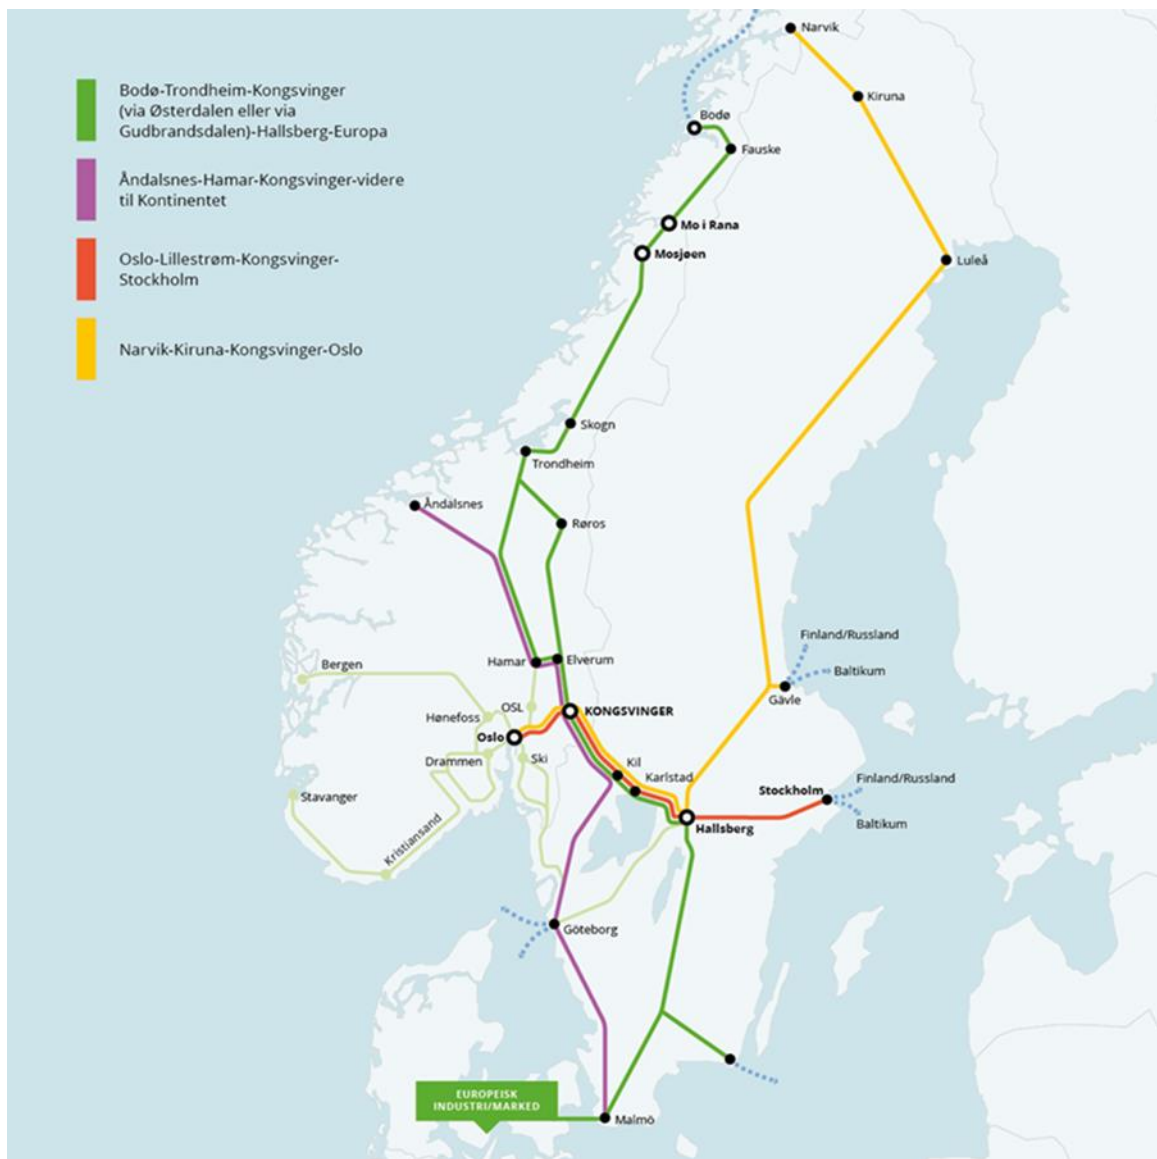 Bodø-Trondheim-Kongsvinger
(via Østerdalen eller via
Gudbrandsdalen)-Hallsberg-Europa
Åndalsnes-Hamar-Kongsvinger-videre
til Kontinentet
Oslo-Lillestrøm-Kongsvinger-
Stockholm
Narvik-Kiruna-Kongsvinger-Oslo
Narvik
Kiruna
Bodø
Fauske
Mo i Rana
Mosjøen
Luleå
Skogn
Trondheim
Åndalsnes
Røros
Finland/Russland
Baltikum
Hamar
Elverum
Bergen
Gävle
OSL
KONGSVINGER
Hønefoss
Oslo
Ski
Drammen
Kil
Karlstad
Stavanger
Stockholm
Finland/Russland
Baltikum
Hallsberg
Kristiansand
Göteborg
EUROPEISK
INDUSTRI/MARKED
Malmö